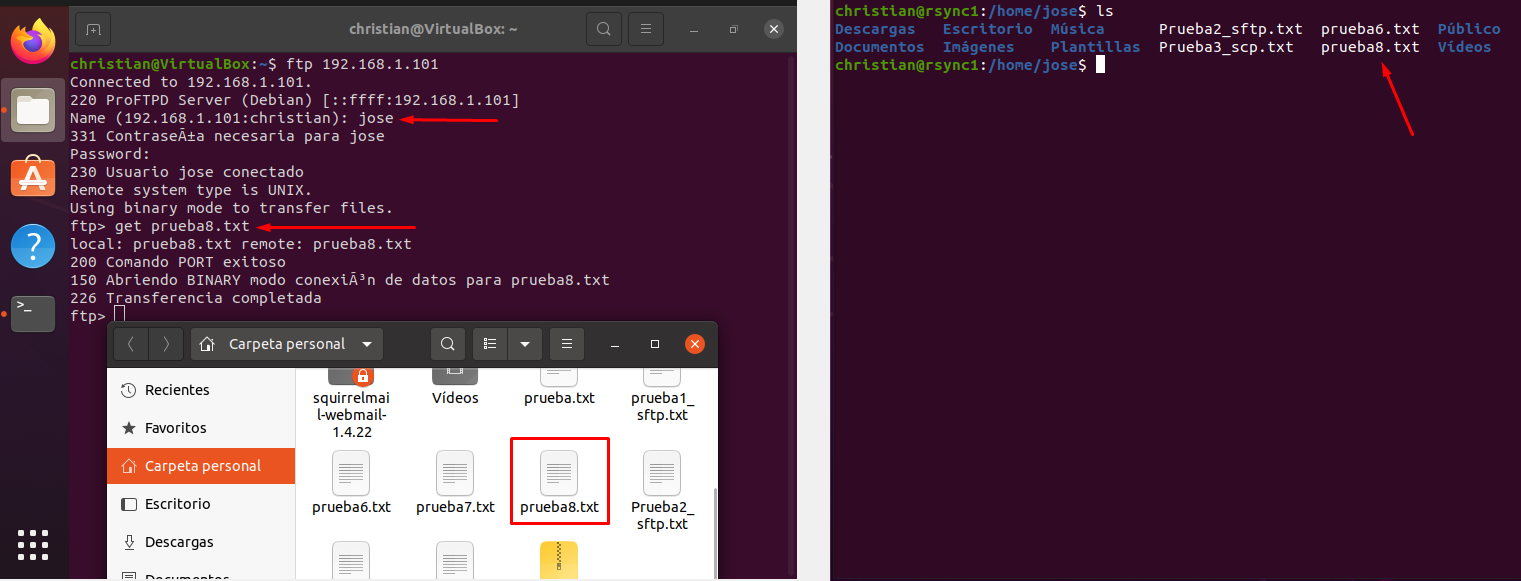 christian@VirtualBox: ~
christian@VirtualBox:~$ ftp 192.168.1.101
Connected to 192.168.1.101.
220 ProFTPD Server (Debian) [::ffff:192.168.1.101]
Name (192.168.1.101:christian): jose
331 ContraseÃ±a necesaria para jose
Password:
230 Usuario jose conectado
Remote system type is UNIX.
Using binary mode to transfer files.
ftp> get prueba8.txt
local: prueba8.txt remote: prueba8.txt
200 Comando PORT exitoso
150 Abriendo BINARY modo conexiÃ³n de datos para prueba8.txt
226 Transferencia completada
ftp>
Carpeta personal
Recientes
Favoritos
Carpeta personal
Escritorio
Descargas
Documentos
squirrelmai
l-webmail-
1.4.22
Vídeos
prueba.txt
prueba1_
sftp.txt
prueba6.txt
prueba7.txt
prueba8.txt
Prueba2_
sftp.txt
christian@rsync1:/home/jose$ ls
Descargas Escritorio Música Prueba2_sftp.txt prueba6.txt Público
Documentos Imágenes Plantillas Prueba3_scp.txt prueba8.txt Vídeos
christian@rsync1:/home/jose$